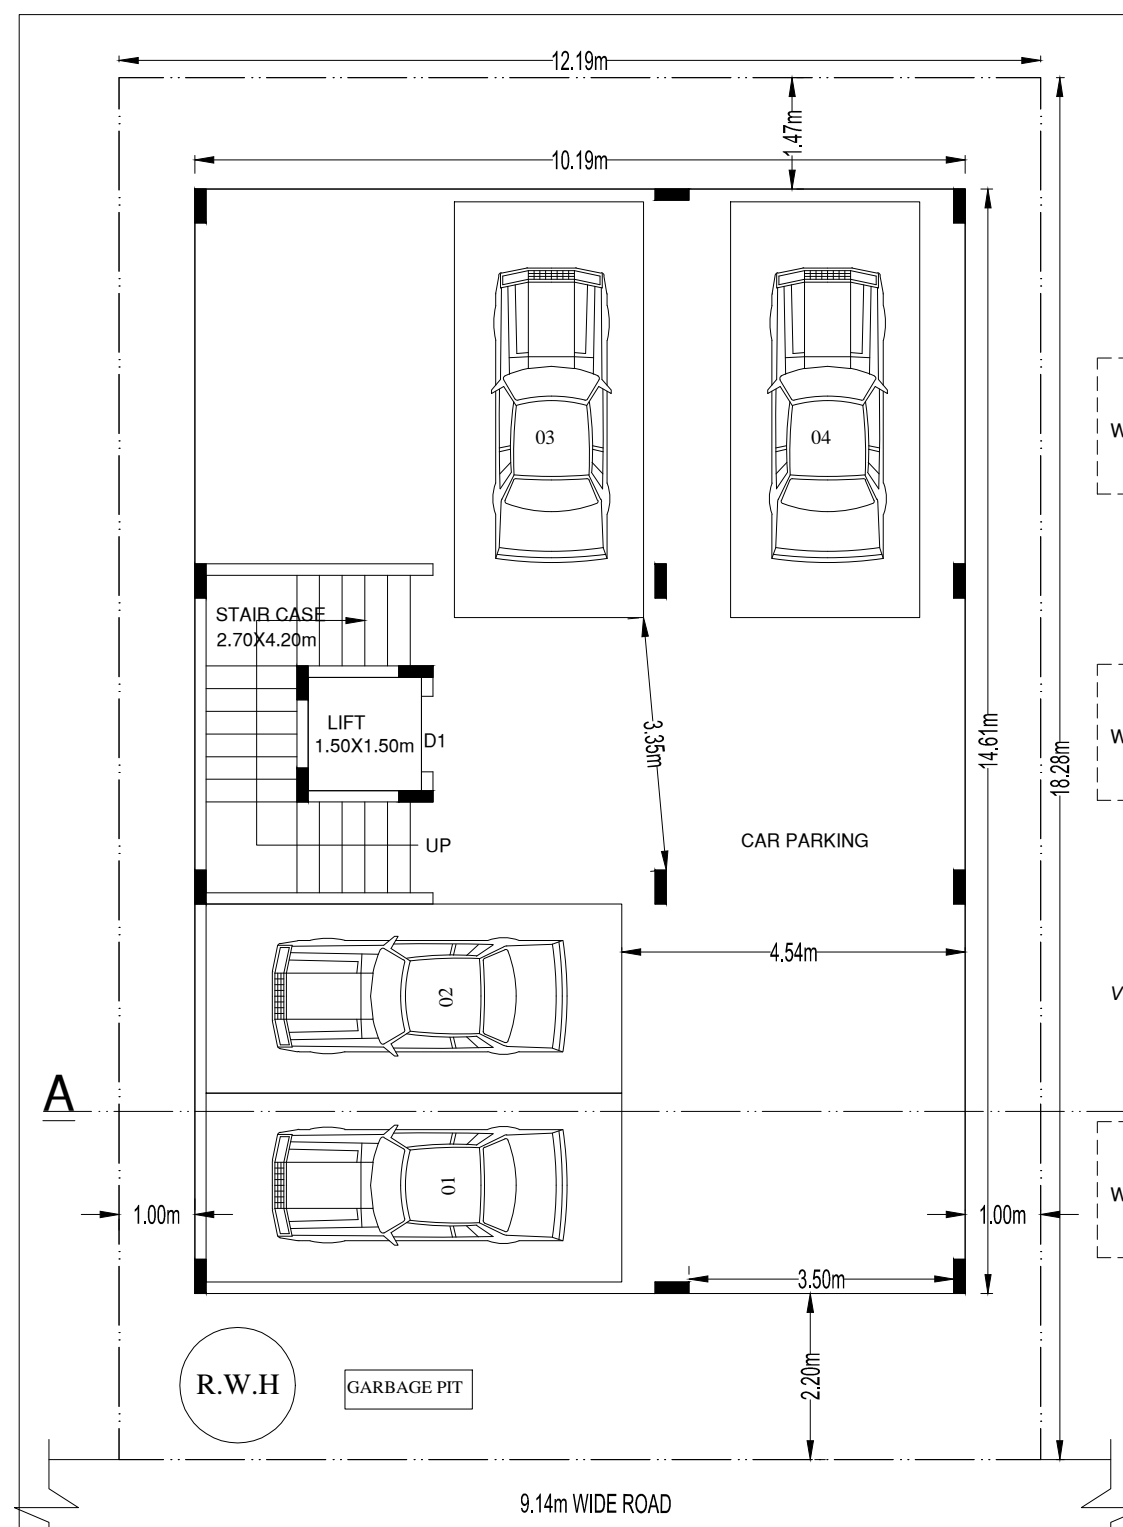 12.19m
1.47m
10.19m
03
04
W
STAIR CASE
2.70X4.20m
LIFT
1.50X1.50m
D1
W
3.35m
14.61m
18.28m
UP
CAR PARKING
4.54m
02
V
A
01
W
1.00m
1.00m
3.50m
2.20m
R.W.H
GARBAGE PIT
9.14m WIDE ROAD